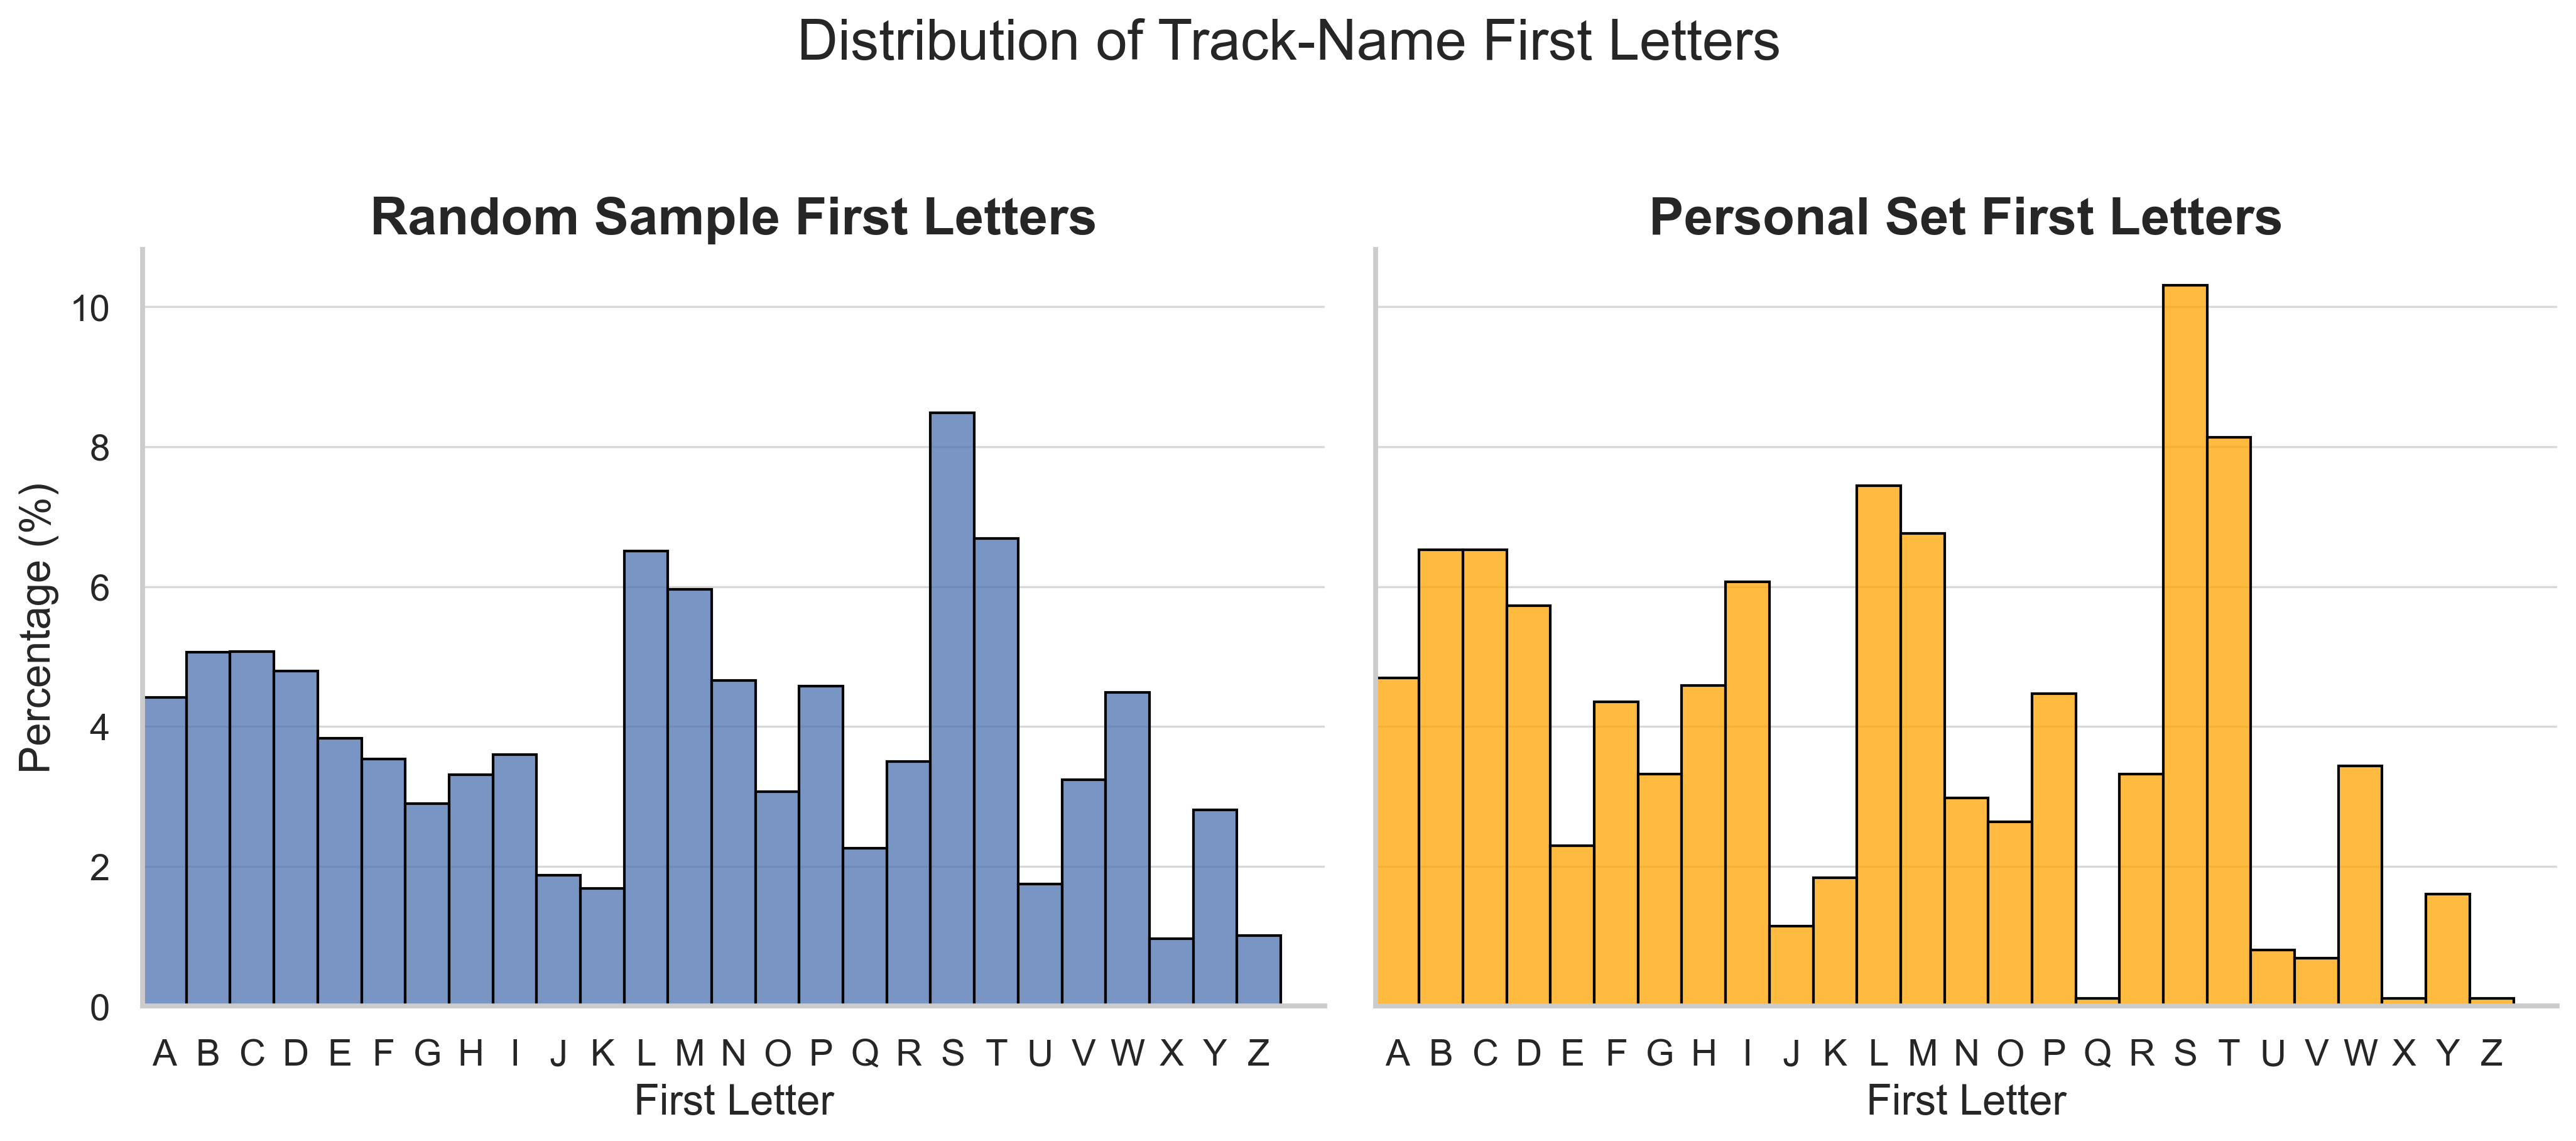 Distribution of Track-Name First Letters
Random Sample First Letters
Percentage (%)
10
8
6
4
2
0
A B C D E F G H I J K L M N O P Q R S T U V W X Y Z
First Letter
Personal Set First Letters
A B C D E F G H I J K L M N O P Q R S T U V W X Y Z
First Letter